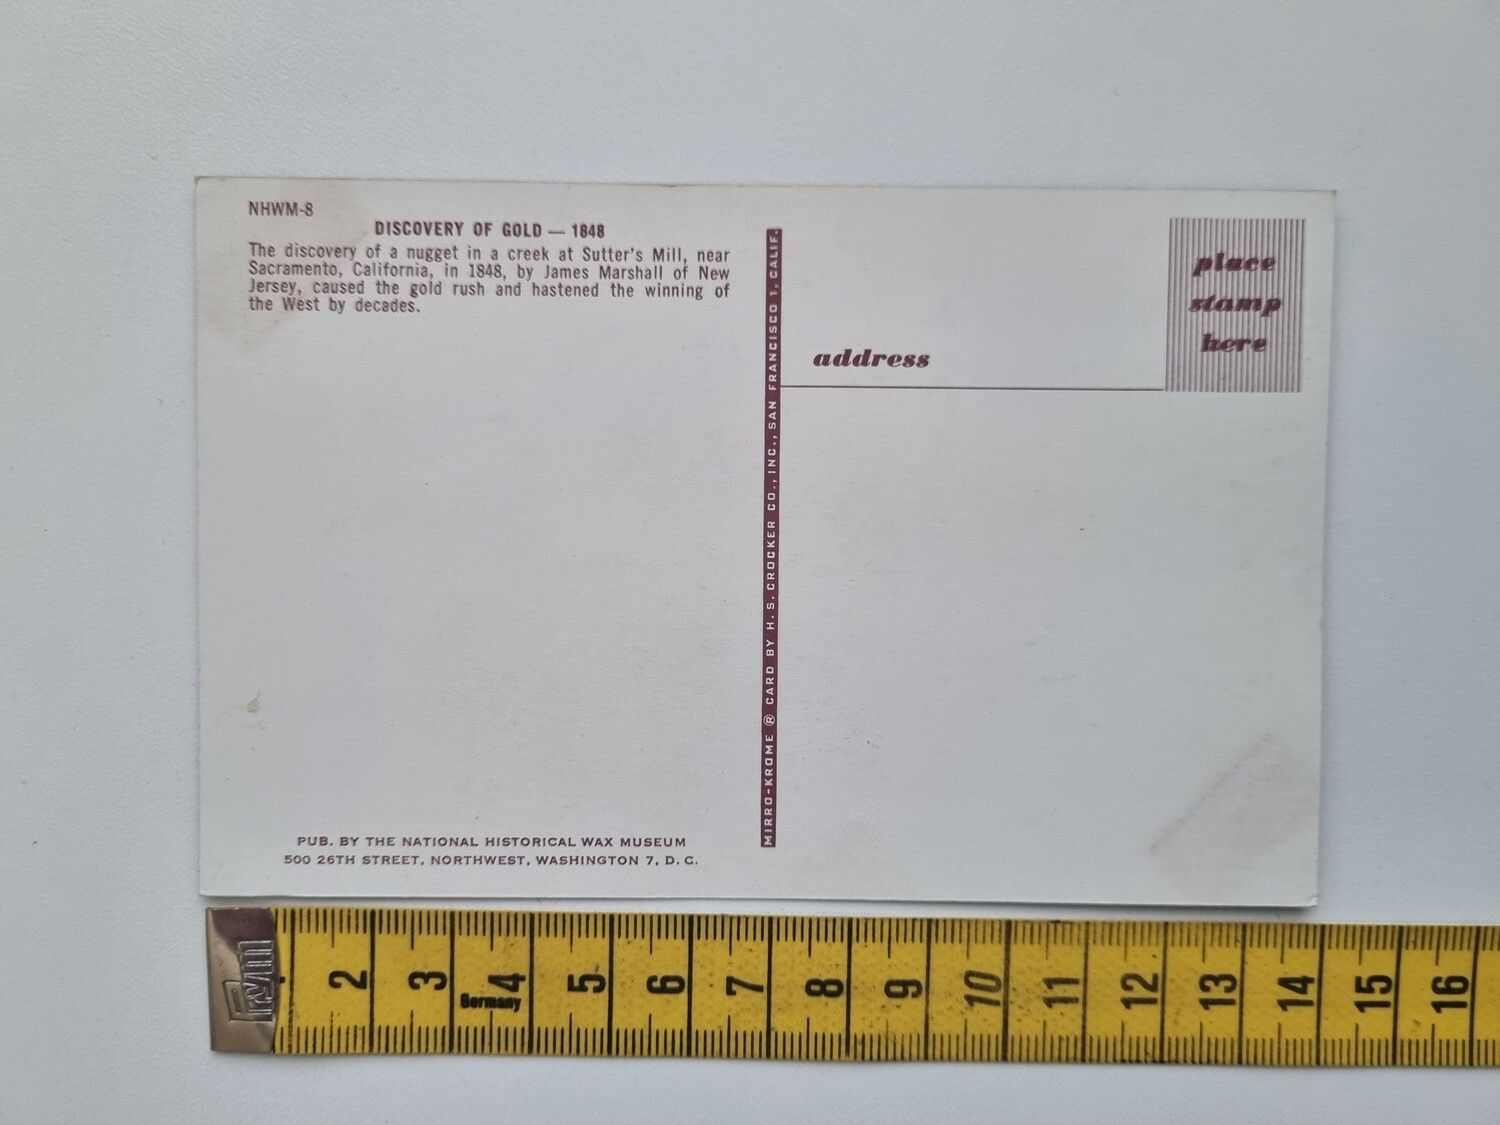 NHWM-8
DISCOVERY OF GOLD — 1848
The discovery of a nugget in a creek at Sutter's Mill, near
Sacramento, California, in 1848, by James Marshall of New
Jersey, caused the gold rush and hastened the winning of
the West by decades.
PUB. BY THE NATIONAL HISTORICAL WAX MUSEUM
500 26TH STREET, NORTHWEST, WASHINGTON 7, D. C.
MIRRO-KROME ® CARD BY H. S. CROCKER CO., INC., SAN FRANCISCO 1, CALIF.
place
stamp
here
address
Prym
2 3 4 5 6 7 8 9 10 11 12 13 14 15 16
Germany